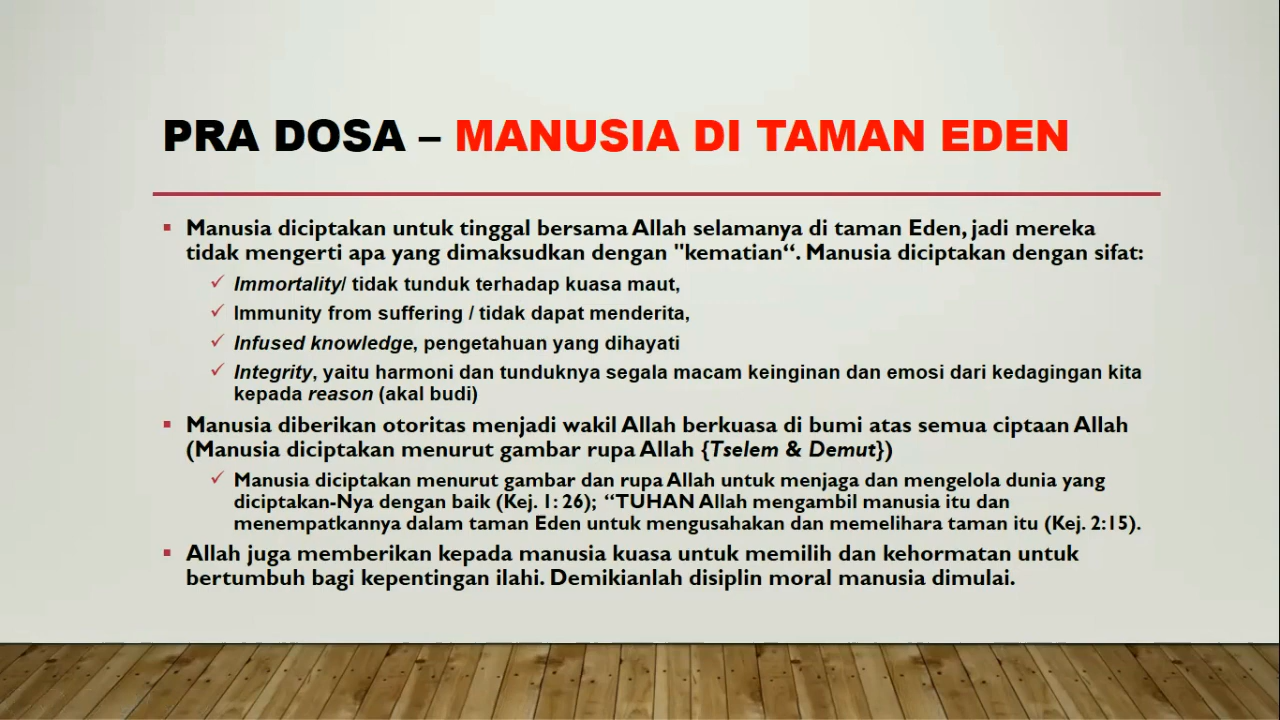 PRA DOSA – MANUSIA DI TAMAN EDEN
Manusia diciptakan untuk tinggal bersama Allah selamanya di taman Eden, jadi mereka
tidak mengerti apa yang dimaksudkan dengan "kematian“. Manusia diciptakan dengan sifat:
Immortality/ tidak tunduk terhadap kuasa maut,
Immunity from suffering / tidak dapat menderita,
Infused knowledge, pengetahuan yang dihayati
Integrity, yaitu harmoni dan tunduknya segala macam keinginan dan emosi dari kedagingan kita
kepada reason (akal budi)
Manusia diberikan otoritas menjadi wakil Allah berkuasa di bumi atas semua ciptaan Allah
(Manusia diciptakan menurut gambar rupa Allah {Tselem & Demut})
Manusia diciptakan menurut gambar dan rupa Allah untuk menjaga dan mengelola dunia yang
diciptakan-Nya dengan baik (Kej. 1: 26); “TUHAN Allah mengambil manusia itu dan
menempatkannya dalam taman Eden untuk mengusahakan dan memelihara taman itu (Kej. 2:15).
Allah juga memberikan kepada manusia kuasa untuk memilih dan kehormatan untuk
bertumbuh bagi kepentingan ilahi. Demikianlah disiplin moral manusia dimulai.